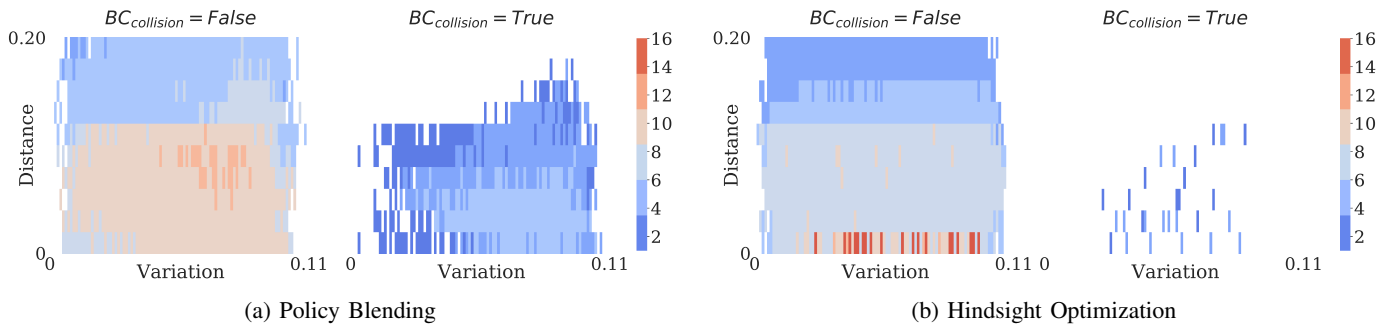 BC_collision = False
BC_collision = True
0.20
Distance
0
0
Variation
0.11
0
Variation
0.11
16
14
12
10
8
6
4
2
(a) Policy Blending
BC_collision = False
BC_collision = True
0.20
Distance
0
0
Variation
0.11
0
Variation
0.11
16
14
12
10
8
6
4
2
(b) Hindsight Optimization